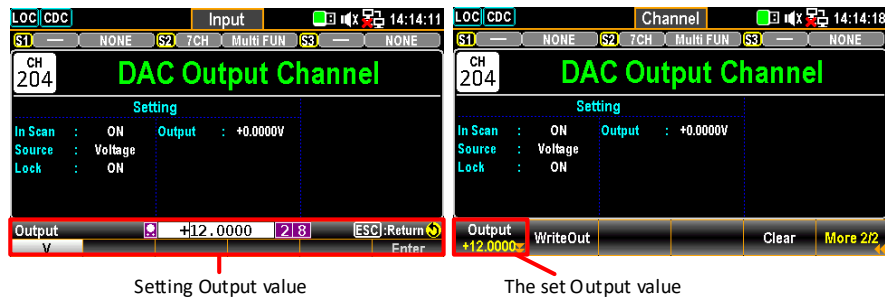 LOC CDC Input 14:14:11
S1 — NONE S2 7CH Multi FUN S3 — NONE
CH 204 DAC Output Channel
Setting
In Scan : ON Output : +0.0000V
Source : Voltage
Lock : ON
Output +12.0000 2 8 ESC:Return
V Enter
Setting Output value
LOC CDC Channel 14:14:18
S1 — NONE S2 7CH Multi FUN S3 — NONE
CH 204 DAC Output Channel
Setting
In Scan : ON Output : +0.0000V
Source : Voltage
Lock : ON
Output WriteOut Clear More 2/2
+12.0000
The set Output value